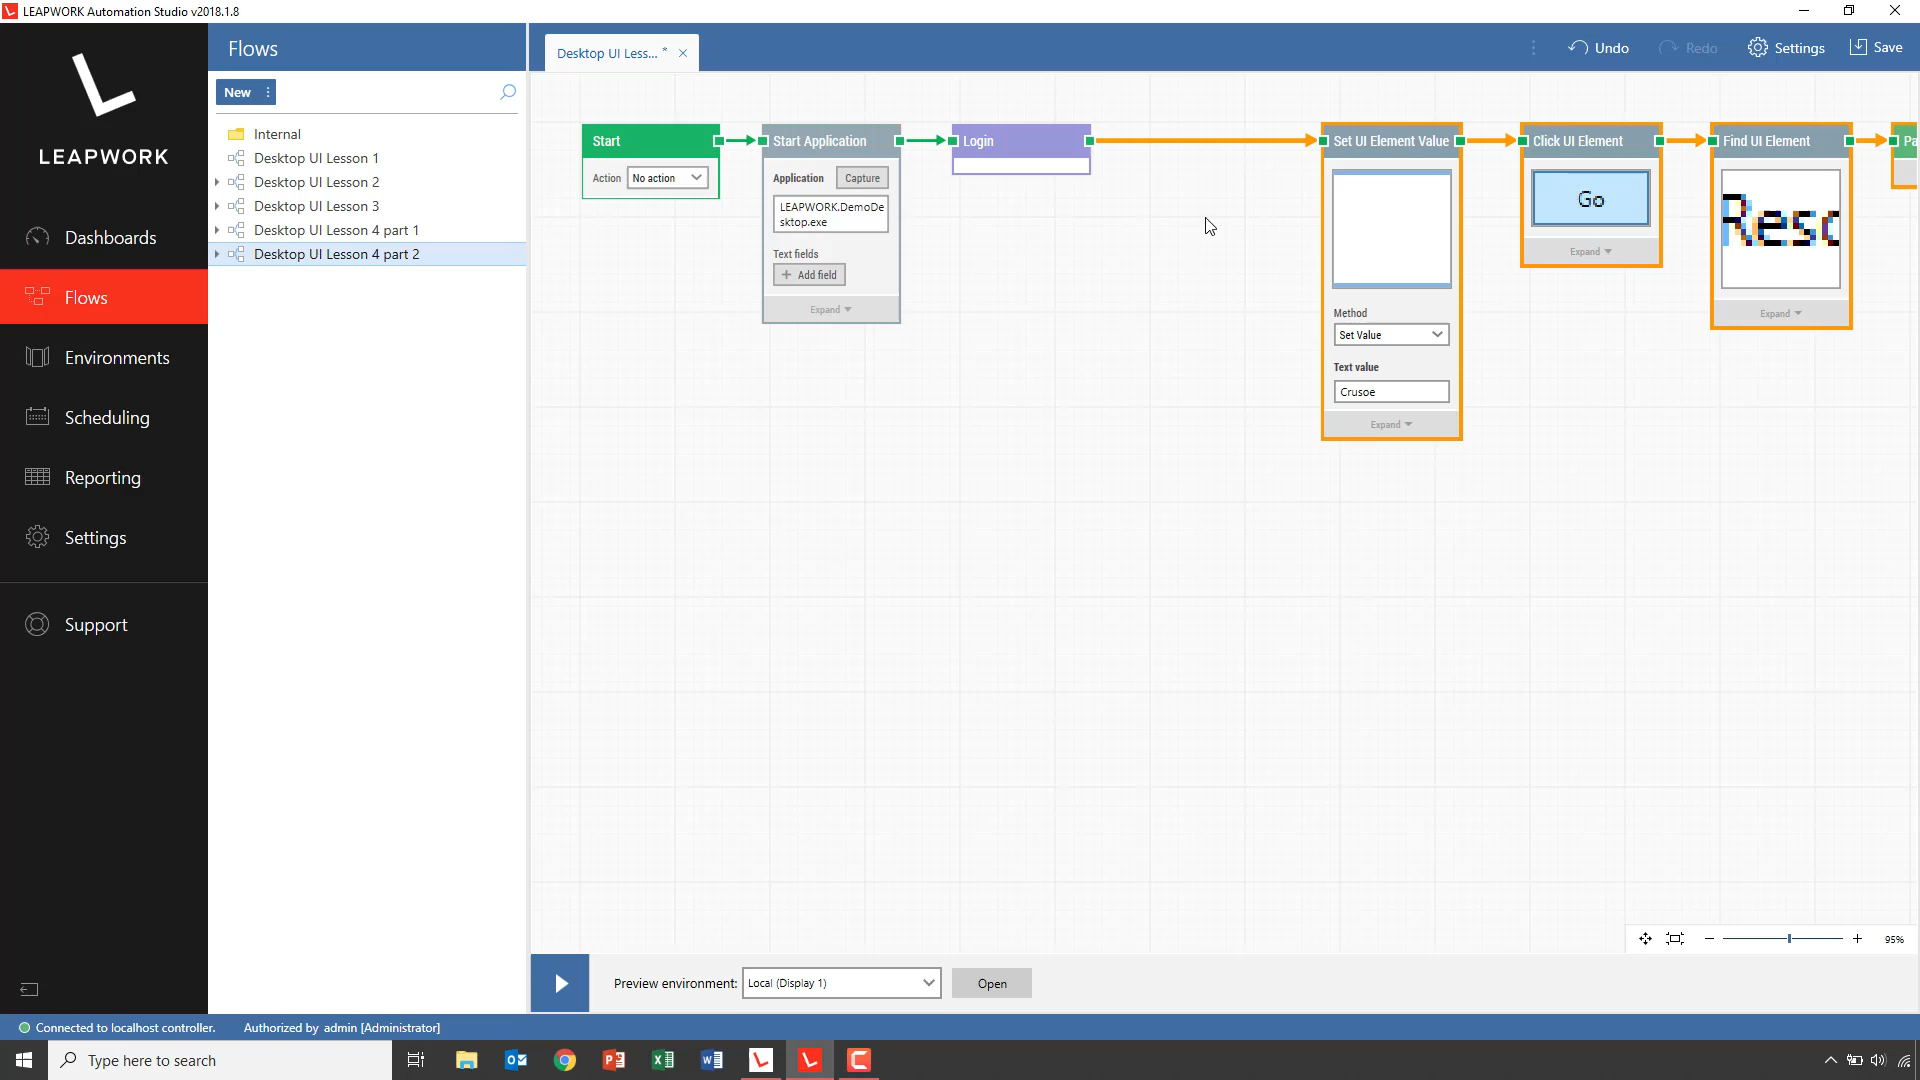 LEAPWORK Automation Studio v2018.1.8
LEAPWORK
Dashboards
Flows
Environments
Scheduling
Reporting
Settings
Support
Flows
New
Internal
Desktop UI Lesson 1
Desktop UI Lesson 2
Desktop UI Lesson 3
Desktop UI Lesson 4 part 1
Desktop UI Lesson 4 part 2
Desktop UI Less... *
Undo
Redo
Settings
Save
Start
Action
No action
Start Application
Application
Capture
LEAPWORK.DemoDe
sktop.exe
Text fields
+ Add field
Expand
Login
Set UI Element Value
Method
Set Value
Text value
Crusoe
Expand
Click UI Element
Go
Expand
Find UI Element
Expand
95%
Preview environment:
Local (Display 1)
Open
Connected to localhost controller.
Authorized by admin [Administrator]
Type here to search